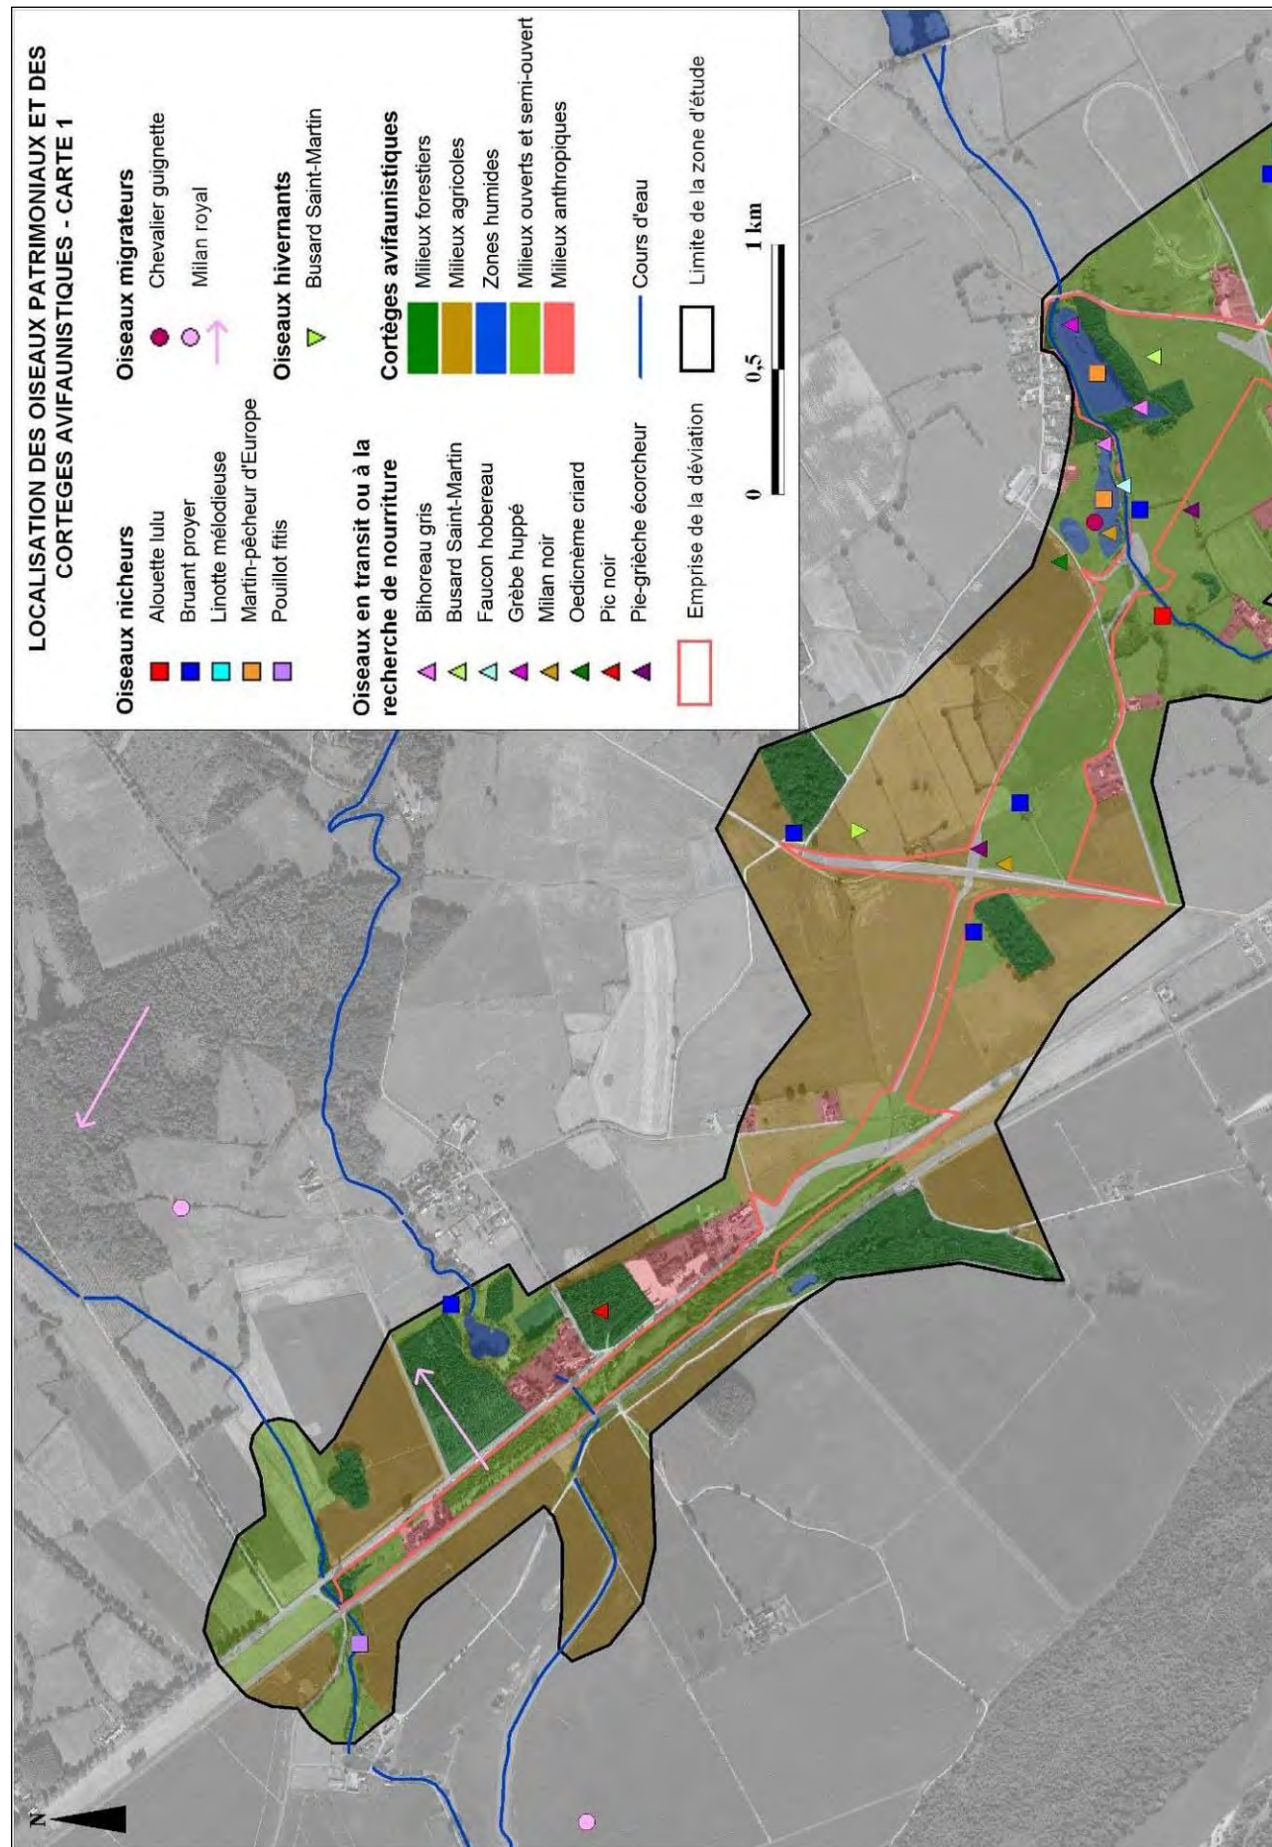 LOCALISATION DES OISEAUX PATRIMONIAUX ET DES
CORTEGES AVIFAUNISTIQUES - CARTE 1
Oiseaux nicheurs
Alouette lulu
Bruant proyer
Linotte mélodieuse
Martin-pêcheur d'Europe
Pouillot fitis
Oiseaux migrateurs
Chevalier guignette
Milan royal
Oiseaux hivernants
Busard Saint-Martin
Oiseaux en transit ou à la
recherche de nourriture
Bihoreau gris
Busard Saint-Martin
Faucon hobereau
Grèbe huppé
Milan noir
Oedicnème criard
Pic noir
Pie-grièche écorcheur
Cortèges avifaunistiques
Milieux forestiers
Milieux agricoles
Zones humides
Milieux ouverts et semi-ouvert
Milieux anthropiques
Cours d'eau
Emprise de la déviation
Limite de la zone d'étude
0 0,5 1 km
N